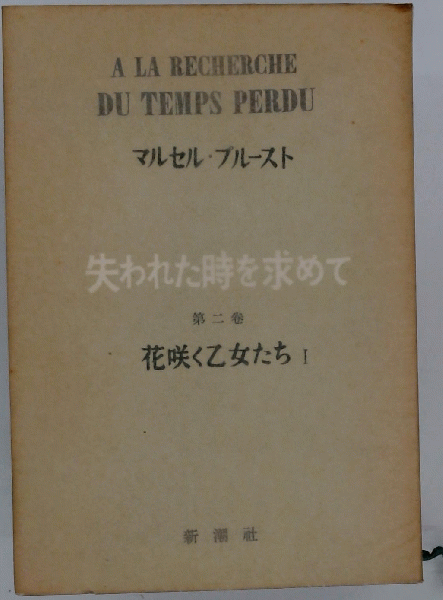 A LA RECHERCHE
DU TEMPS PERDU
マルセル・プルースト
失われた時を求めて
第二巻
花咲く乙女たち I
新潮社